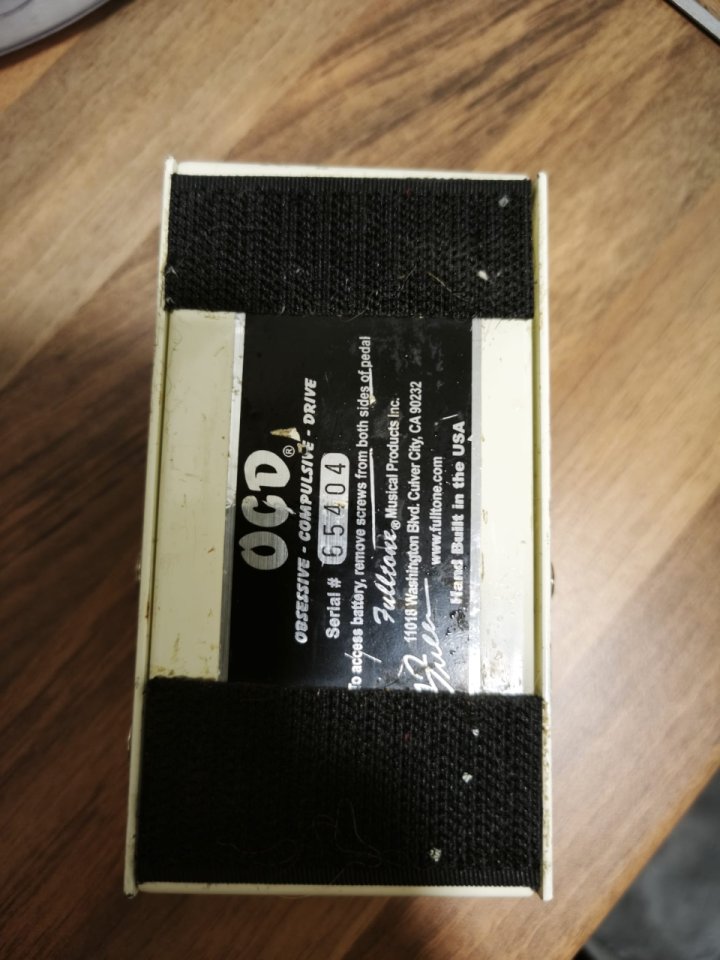 OCD®
OBSESSIVE - COMPULSIVE - DRIVE
Serial # 65404
To access battery, remove screws from both sides of pedal
Fulltone® Musical Products Inc.
11018 Washington Blvd. Culver City, CA 90232
www.fulltone.com
Hand Built in the USA